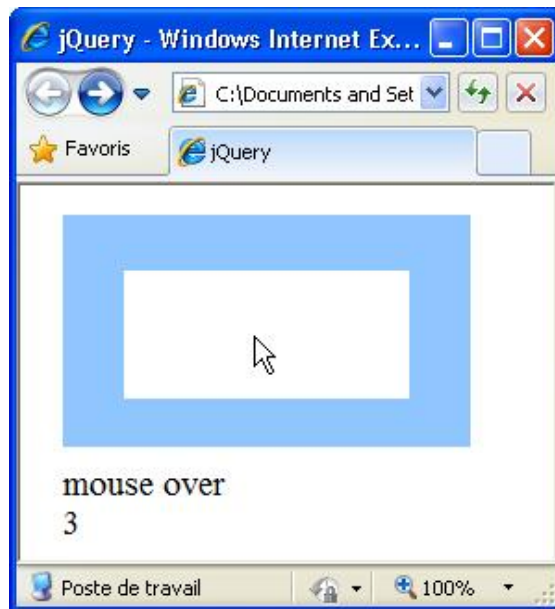 jQuery - Windows Internet Ex...
C:\Documents and Set
Favoris
jQuery
mouse over
3
Poste de travail
100%